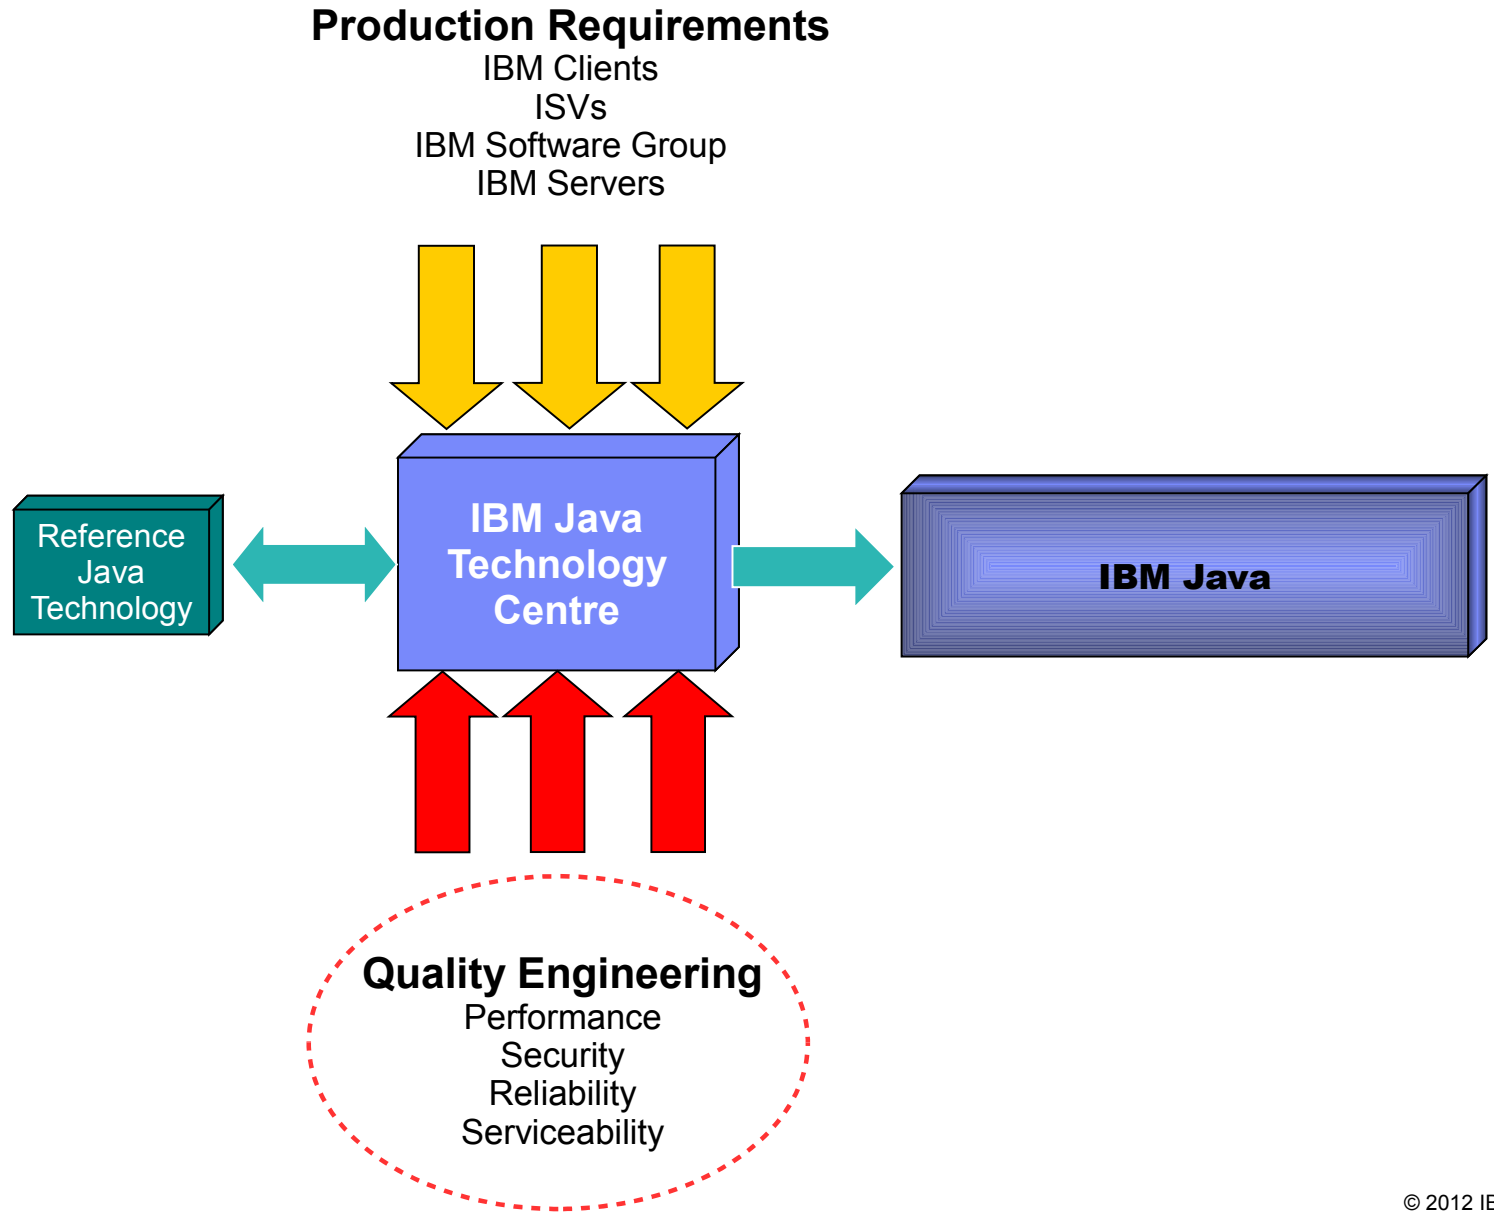 Production Requirements
IBM Clients
ISVs
IBM Software Group
IBM Servers
Reference
Java
Technology
IBM Java
Technology
Centre
IBM Java
Quality Engineering
Performance
Security
Reliability
Serviceability
© 2012